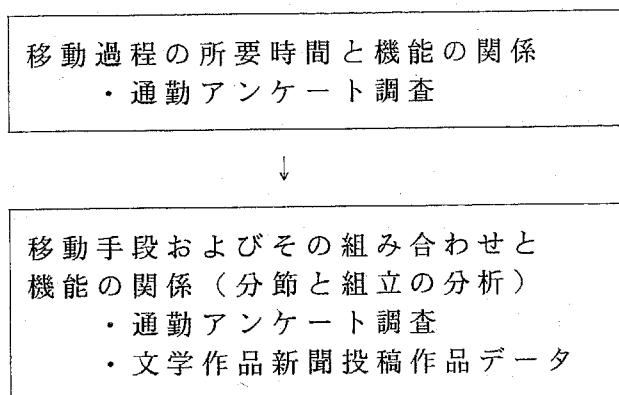 移動過程の所要時間と機能の関係
・通勤アンケート調査
↓
移動手段およびその組み合わせと
機能の関係（分節と組立の分析）
・通勤アンケート調査
・文学作品新聞投稿作品データ